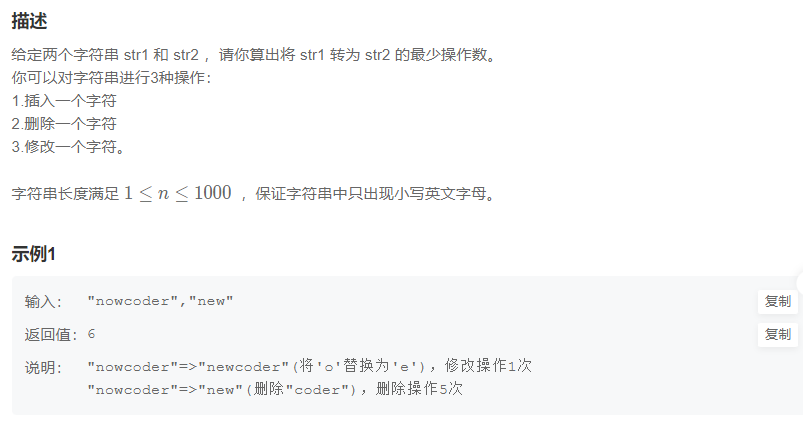 描述
给定两个字符串 str1 和 str2 ，请你算出将 str1 转为 str2 的最少操作数。
你可以对字符串进行3种操作：
1.插入一个字符
2.删除一个字符
3.修改一个字符。
字符串长度满足 1 ≤ n ≤ 1000 ，保证字符串中只出现小写英文字母。
示例1
输入： "nowcoder","new" 复制
返回值： 6 复制
说明： "nowcoder"=>"newcoder"(将'o'替换为'e')，修改操作1次
"nowcoder"=>"new"(删除"coder")，删除操作5次